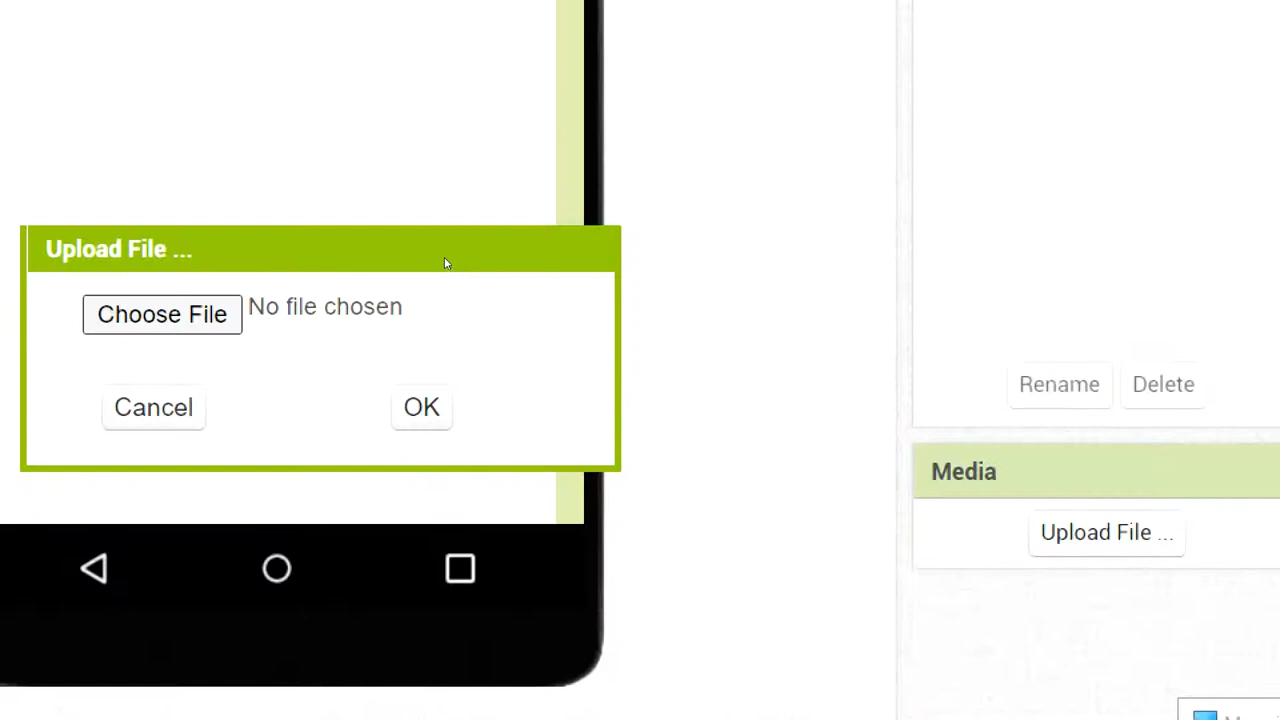 Upload File ...
Choose File No file chosen
Cancel OK
Rename Delete
Media
Upload File ...